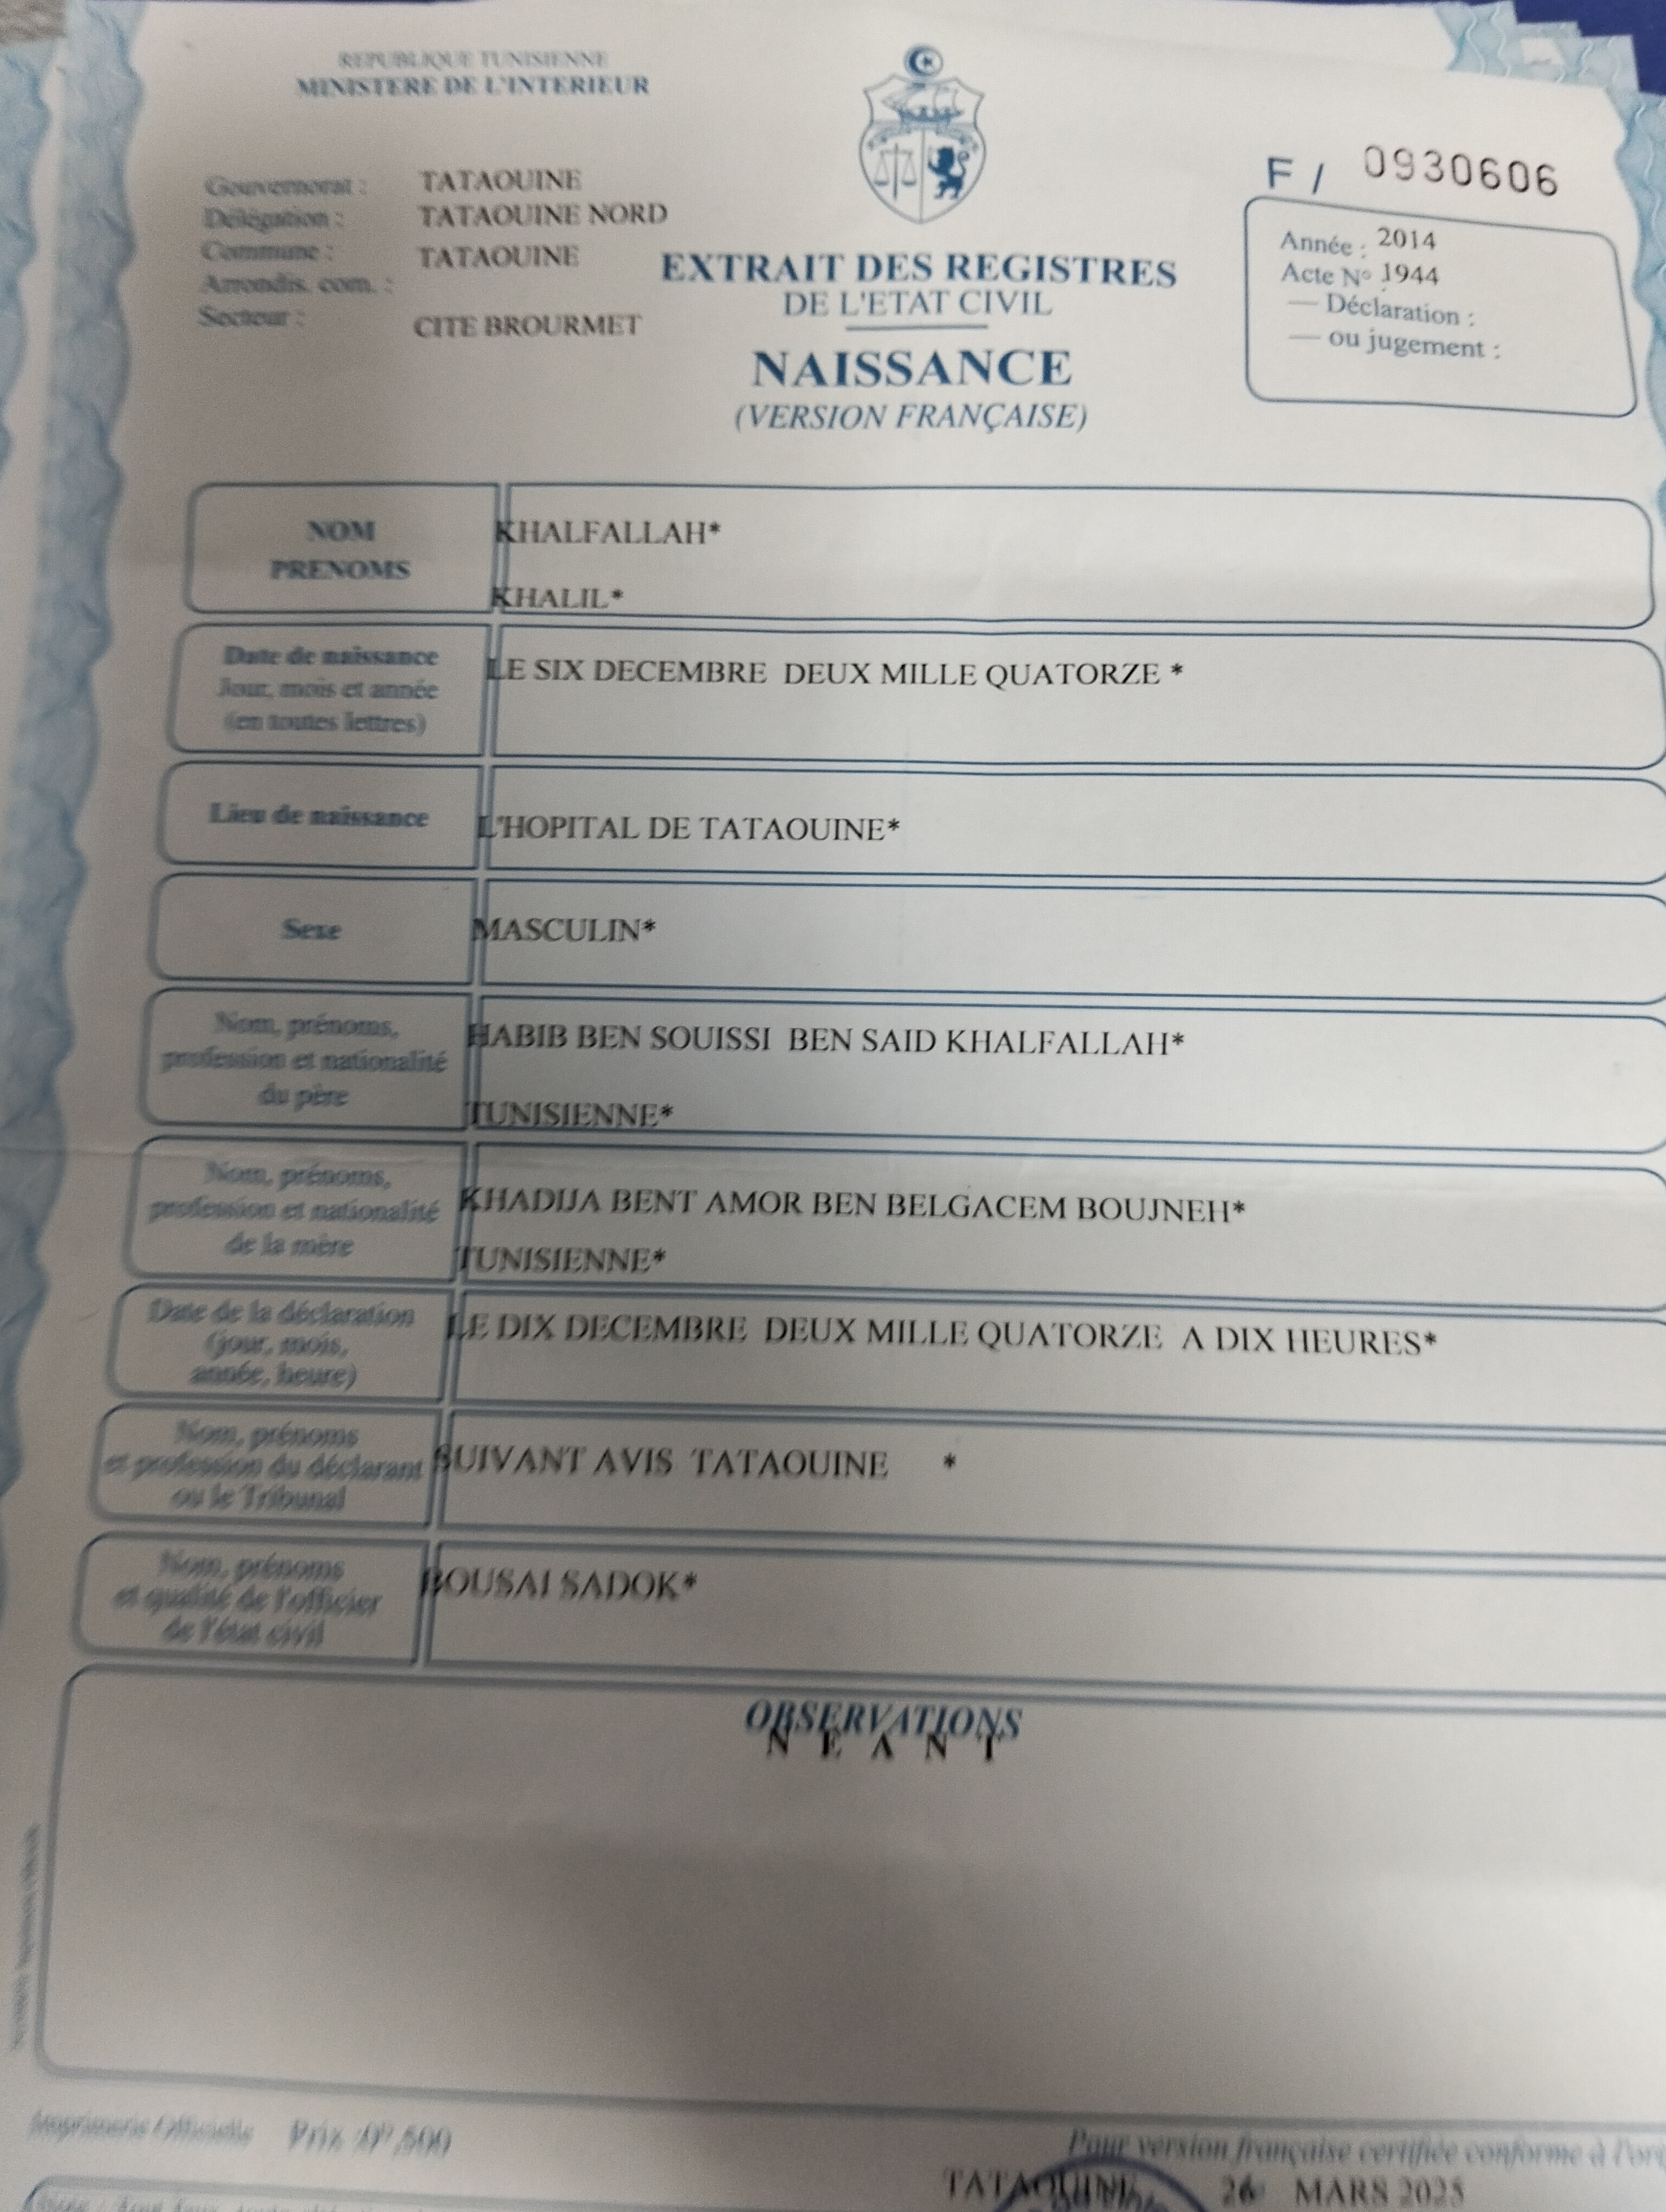 REPUBLIQUE TUNISIENNE
MINISTERE DE L'INTERIEUR
Gouvernorat : TATAOUINE
Délégation : TATAOUINE NORD
Commune : TATAOUINE
Arrondis. com. :
Secteur : CITE BROURMET
EXTRAIT DES REGISTRES
DE L'ETAT CIVIL
NAISSANCE
(VERSION FRANÇAISE)
F / 0930606
Année : 2014
Acte Nº 1944
— Déclaration :
— ou jugement :
NOM
PRENOMS
KHALFALLAH*
KHALIL*
Date de naissance
Jour, mois et année
(en toutes lettres)
LE SIX DECEMBRE DEUX MILLE QUATORZE *
Lieu de naissance
L'HOPITAL DE TATAOUINE*
Sexe
MASCULIN*
Nom, prénoms,
profession et nationalité
du père
HABIB BEN SOUISSI BEN SAID KHALFALLAH*
TUNISIENNE*
Nom, prénoms,
profession et nationalité
de la mère
KHADIJA BENT AMOR BEN BELGACEM BOUJNEH*
TUNISIENNE*
Date de la déclaration
(jour, mois,
année, heure)
LE DIX DECEMBRE DEUX MILLE QUATORZE A DIX HEURES*
Nom, prénoms
et profession du déclarant
ou le Tribunal
SUIVANT AVIS TATAOUINE *
Nom, prénoms
et qualité de l'officier
de l'état civil
BOUSAI SADOK*
OBSERVATIONS
N E A N T
Imprimerie Officielle Prix :0ᴰ,500
Pour version française certifiée conforme à
TATAOUINE 26 MARS 2025